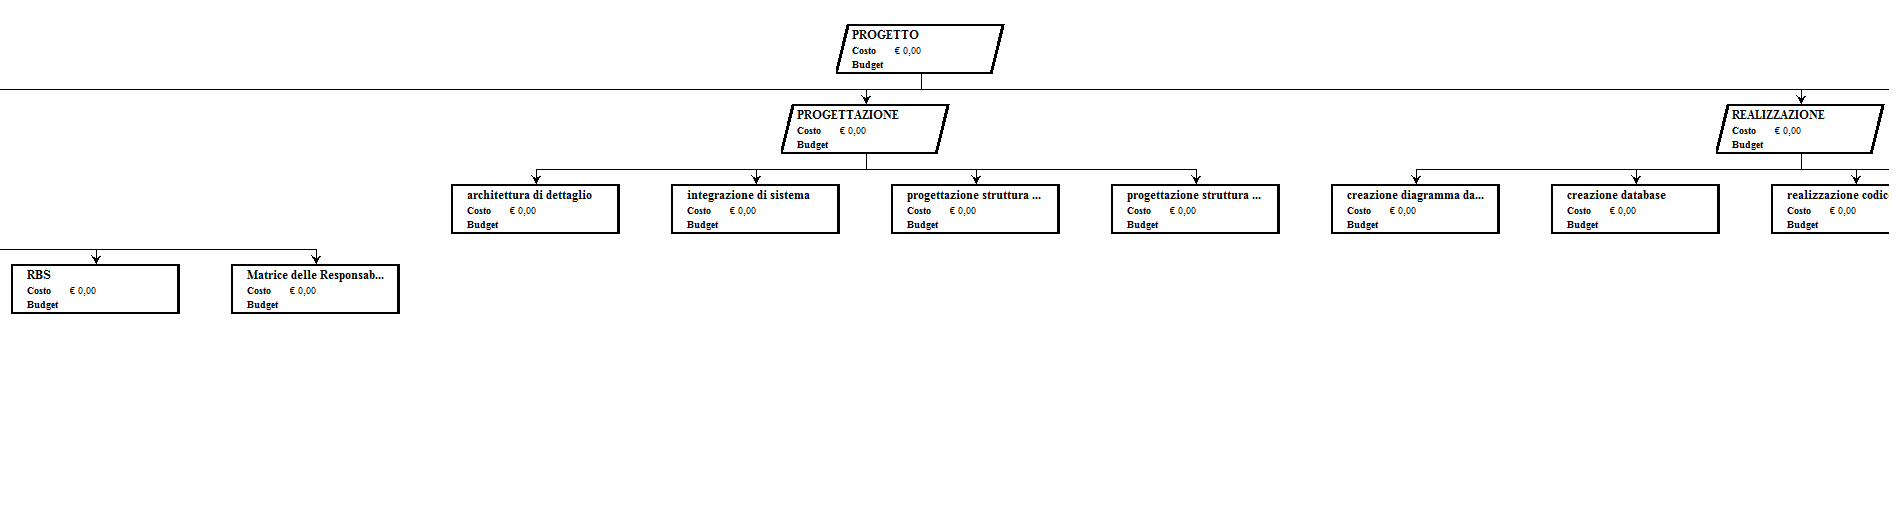 PROGETTO
Costo € 0,00
Budget
PROGETTAZIONE
Costo € 0,00
Budget
REALIZZAZIONE
Costo € 0,00
Budget
architettura di dettaglio
Costo € 0,00
Budget
integrazione di sistema
Costo € 0,00
Budget
progettazione struttura ...
Costo € 0,00
Budget
progettazione struttura ...
Costo € 0,00
Budget
creazione diagramma da...
Costo € 0,00
Budget
creazione database
Costo € 0,00
Budget
realizzazione codic
Costo € 0,00
Budget
RBS
Costo € 0,00
Budget
Matrice delle Responsab...
Costo € 0,00
Budget